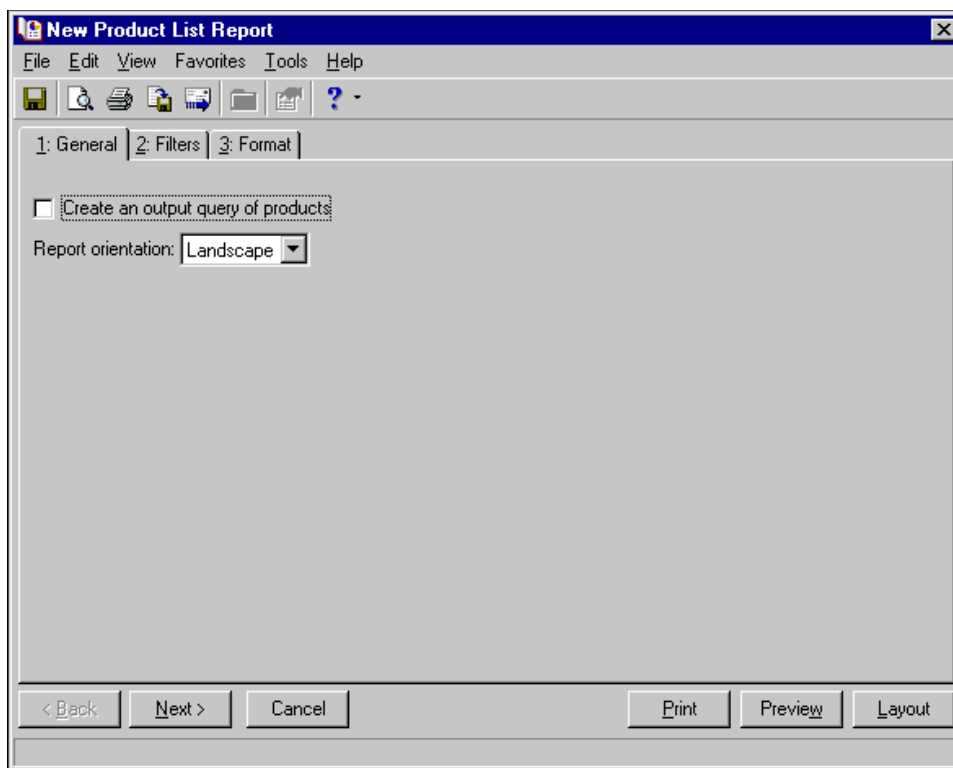 New Product List Report
File Edit View Favorites Tools Help
?
1: General 2: Filters 3: Format
Create an output query of products
Report orientation: Landscape
< Back Next > Cancel Print Preview Layout